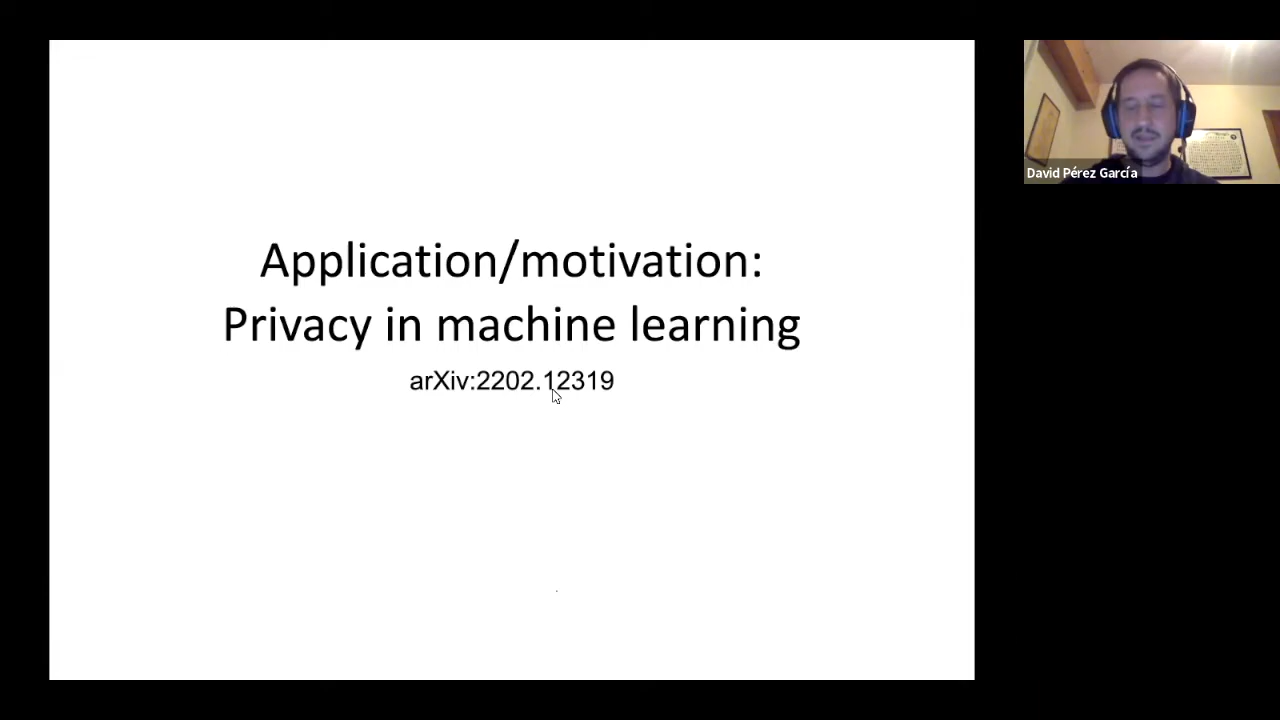 Application/motivation:
Privacy in machine learning
arXiv:2202.12319
David Pérez García